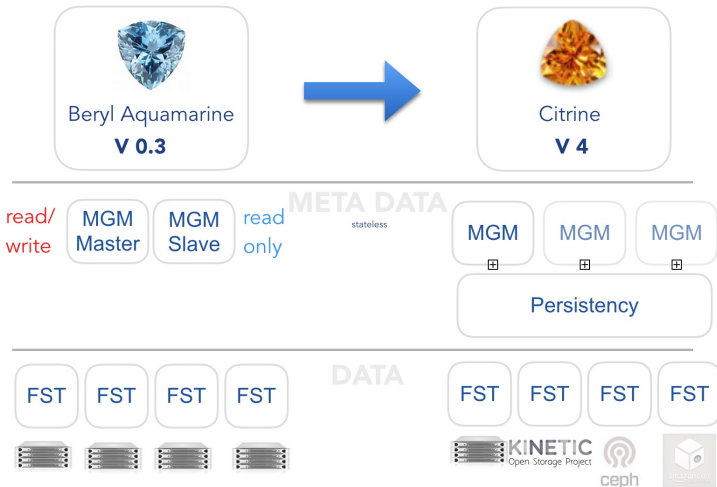 Beryl Aquamarine
V 0.3
Citrine
V 4
META DATA
stateless
read/
write
MGM
Master
MGM
Slave
read
only
MGM
MGM
MGM
Persistency
DATA
FST
FST
FST
FST
FST
FST
FST
FST
KINETIC
Open Storage Project
ceph